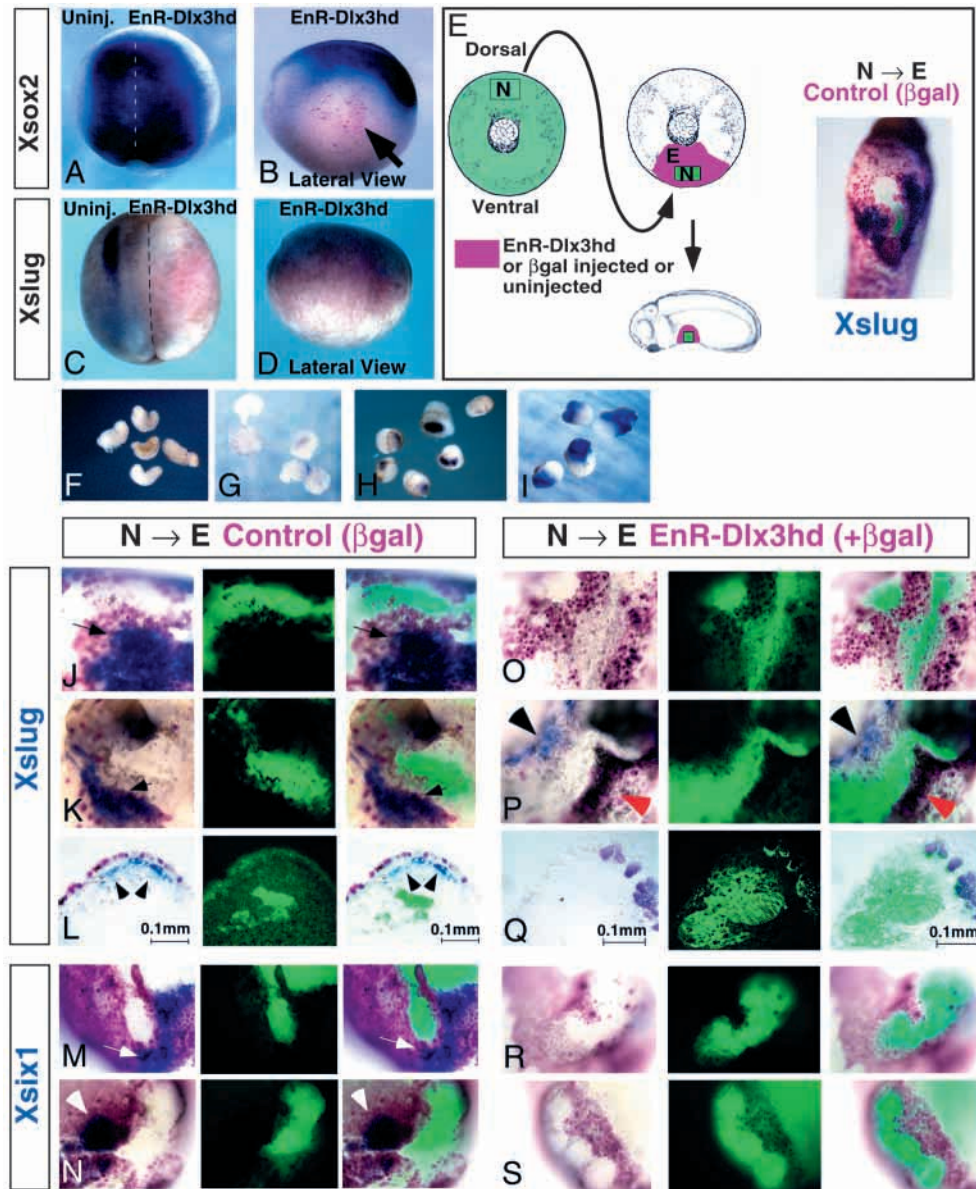 Xsox2
Uninj. EnR-Dlx3hd
A
EnR-Dlx3hd
B
Lateral View
Xslug
Uninj. EnR-Dlx3hd
C
EnR-Dlx3hd
D
Lateral View
E
Dorsal
N
Ventral
E
N
EnR-Dlx3hd
or βgal injected or
uninjected
N → E
Control (βgal)
Xslug
F
G
H
I
N → E Control (βgal)
N → E EnR-Dlx3hd (+βgal)
Xslug
J
O
K
P
L
0.1mm
0.1mm
Q
0.1mm
Xsix1
M
R
N
S